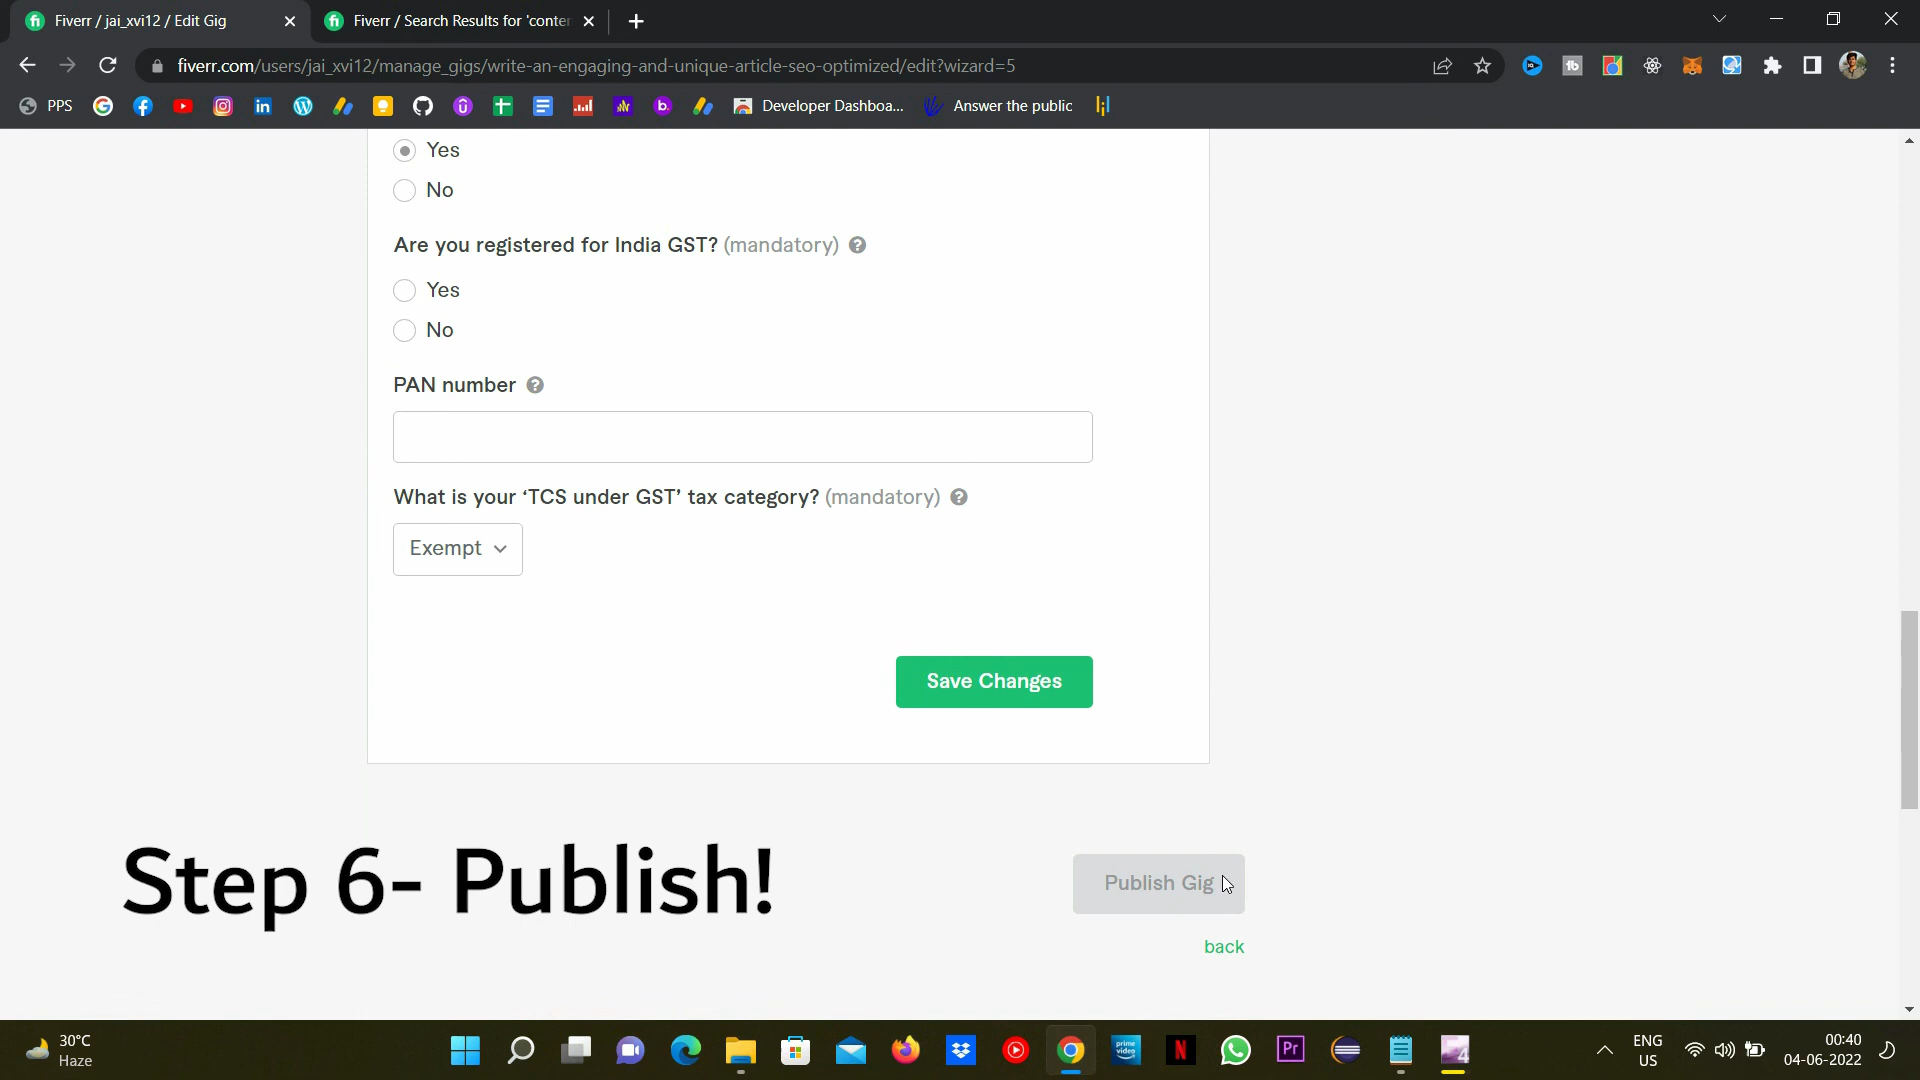 Fiverr / jai_xvi12 / Edit Gig
Fiverr / Search Results for 'conter
fiverr.com/users/jai_xvi12/manage_gigs/write-an-engaging-and-unique-article-seo-optimized/edit?wizard=5
PPS
Developer Dashboa...
Answer the public
Yes
No
Are you registered for India GST? (mandatory)
Yes
No
PAN number
What is your ‘TCS under GST’ tax category? (mandatory)
Exempt
Save Changes
Step 6- Publish!
Publish Gig
back
30°C
Haze
ENG
US
00:40
04-06-2022